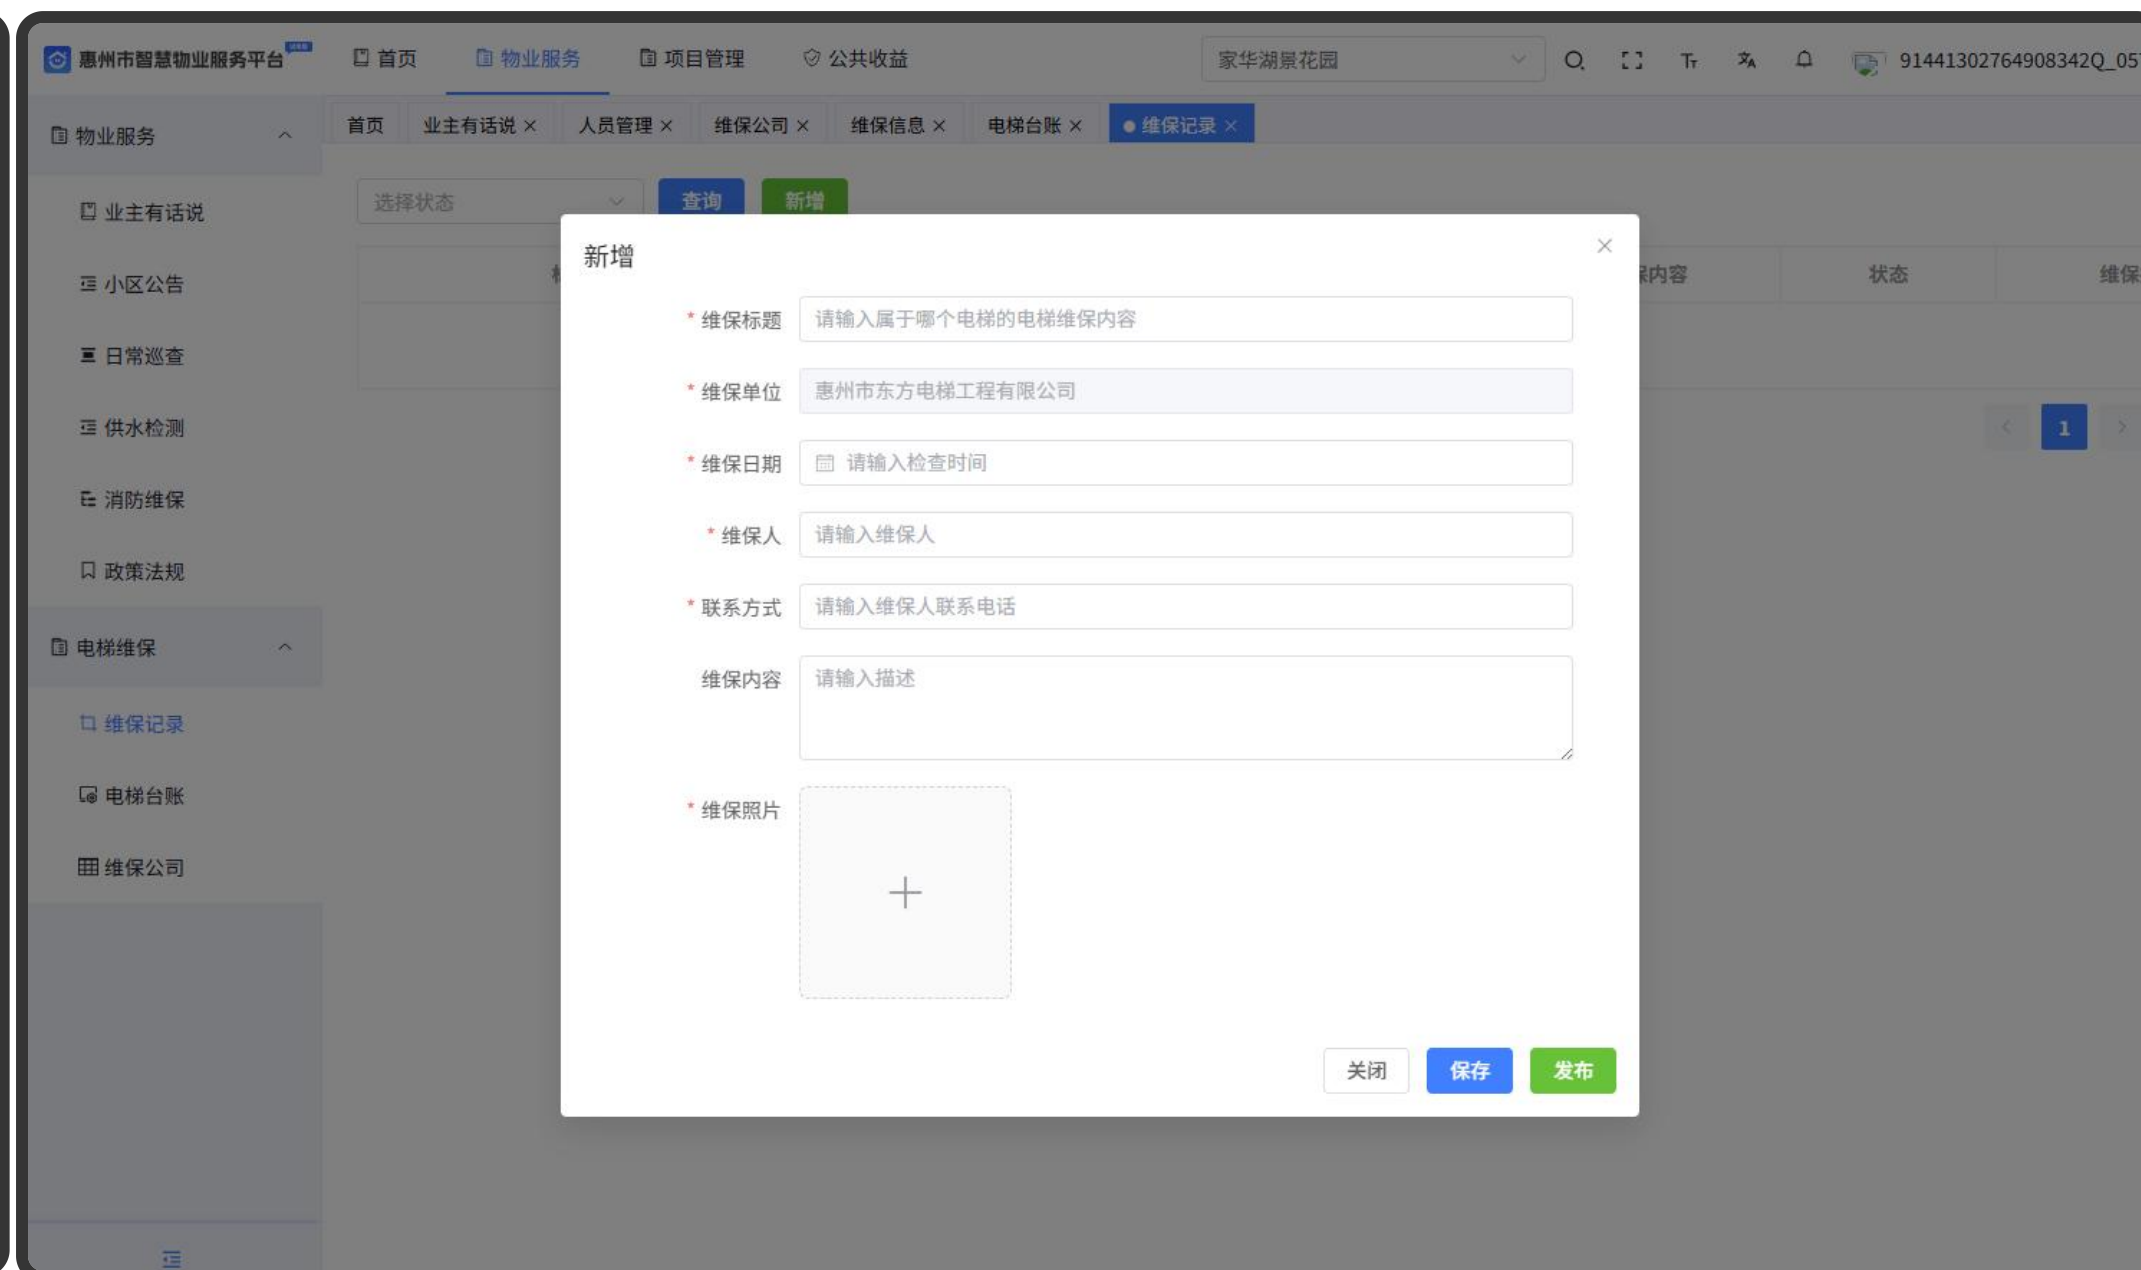 惠州市智慧物业服务平台
首页 物业服务 项目管理 公共收益 家华湖景花园 914413027649083​42Q_05
首页 业主有话说 × 人员管理 × 维保公司 × 维保信息 × 电梯台账 × 维保记录 ×
物业服务
业主有话说
小区公告
日常巡查
供水检测
消防维保
政策法规
电梯维保
维保记录
电梯台账
维保公司
选择状态 查询 新增
内容 状态 维保
1
新增
* 维保标题 请输入属于哪个电梯的电梯维保内容
* 维保单位 惠州市东方电梯工程有限公司
* 维保日期 请输入检查时间
* 维保人 请输入维保人
* 联系方式 请输入维保人联系电话
维保内容 请输入描述
* 维保照片
关闭 保存 发布